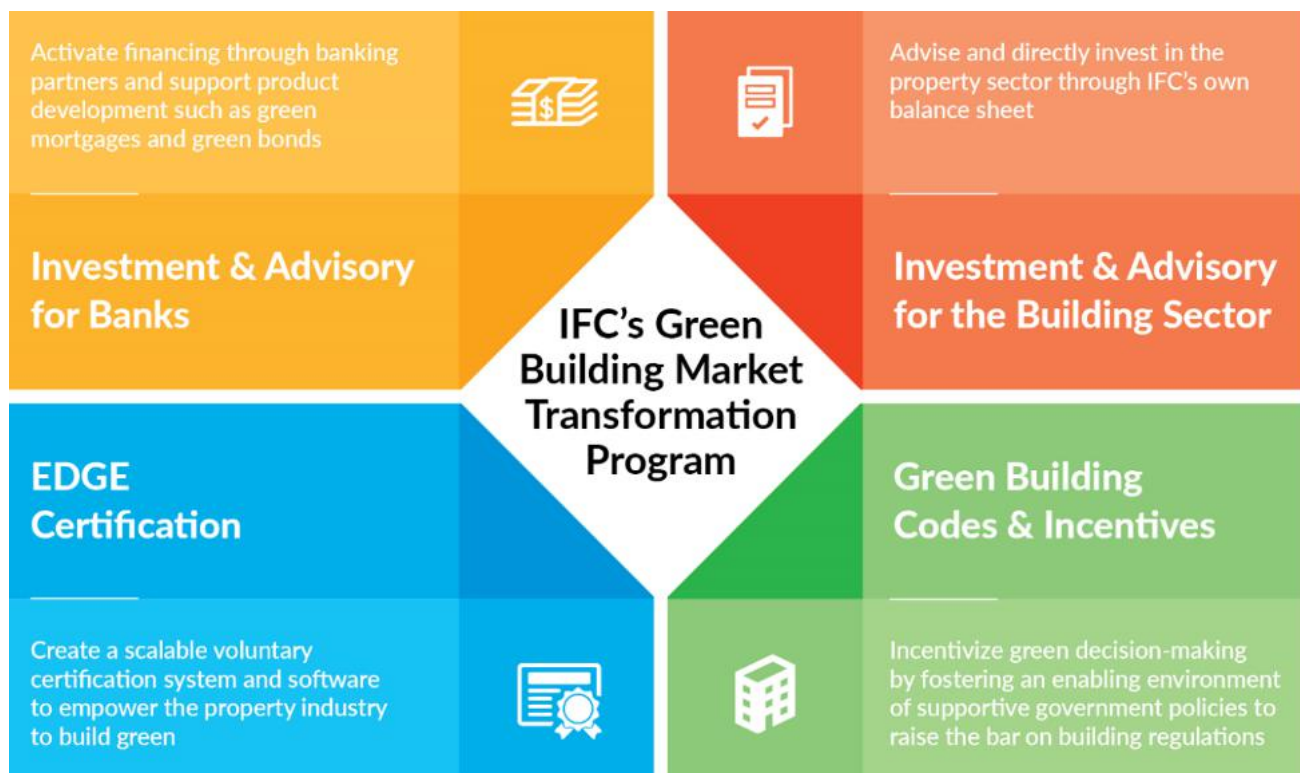 Activate financing through banking
partners and support product
development such as green
mortgages and green bonds
Investment & Advisory
for Banks
$
Advise and directly invest in the
property sector through IFC's own
balance sheet
Investment & Advisory
for the Building Sector
IFC's Green
Building Market
Transformation
Program
EDGE
Certification
Create a scalable voluntary
certification system and software
to empower the property industry
to build green
Green Building
Codes & Incentives
Incentivize green decision-making
by fostering an enabling environment
of supportive government policies to
raise the bar on building regulations